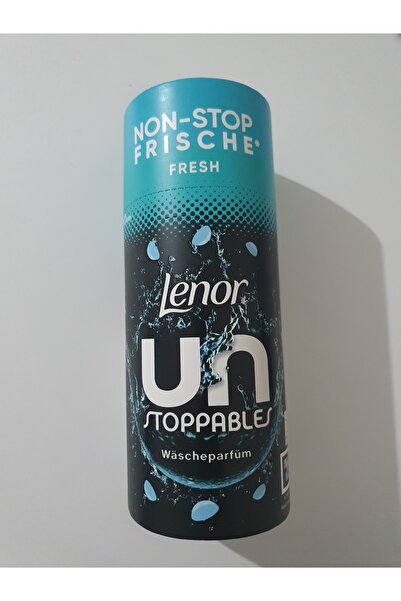 NON-STOP
FRISCHE*
FRESH
Lenor
Un
STOPPABLES
Wäscheparfüm